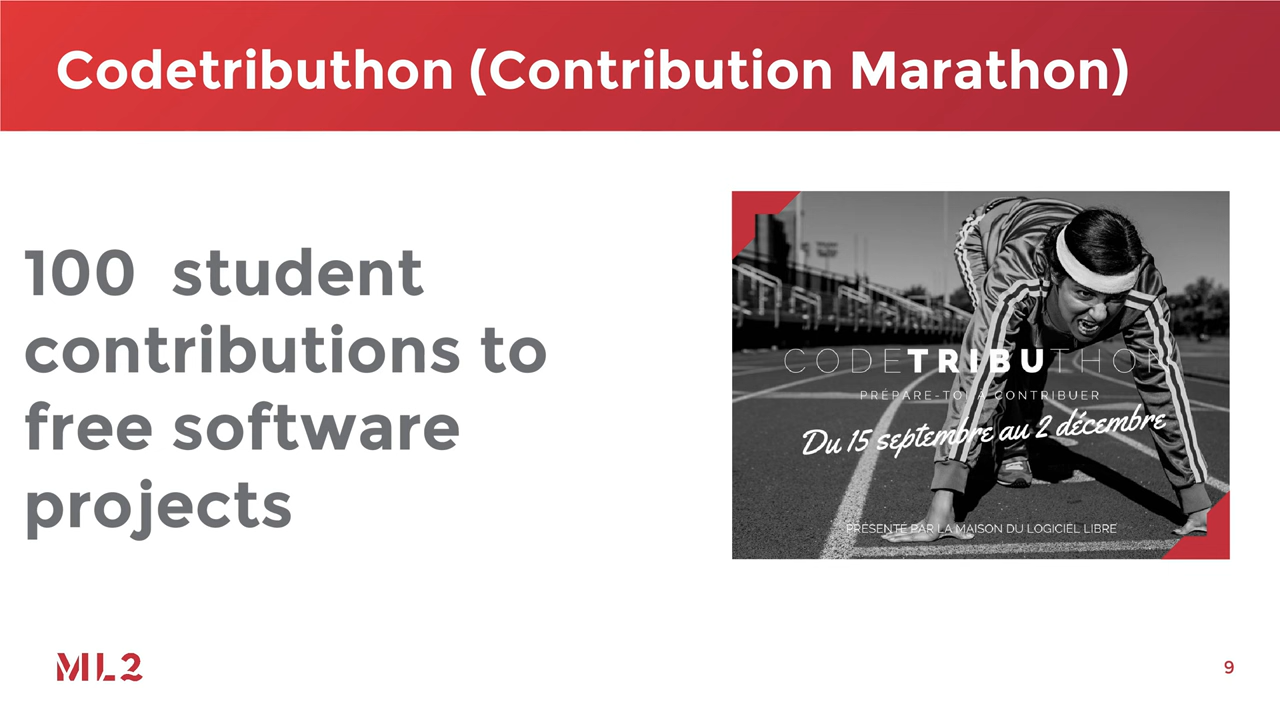 Codetributhon (Contribution Marathon)
100 student
contributions to
free software
projects
CODETRIBUTHON
PRÉPARE-TOI À CONTRIBUER
Du 15 septembre au 2 décembre
PRÉSENTÉ PAR LA MAISON DU LOGICIEL LIBRE
ML2
9